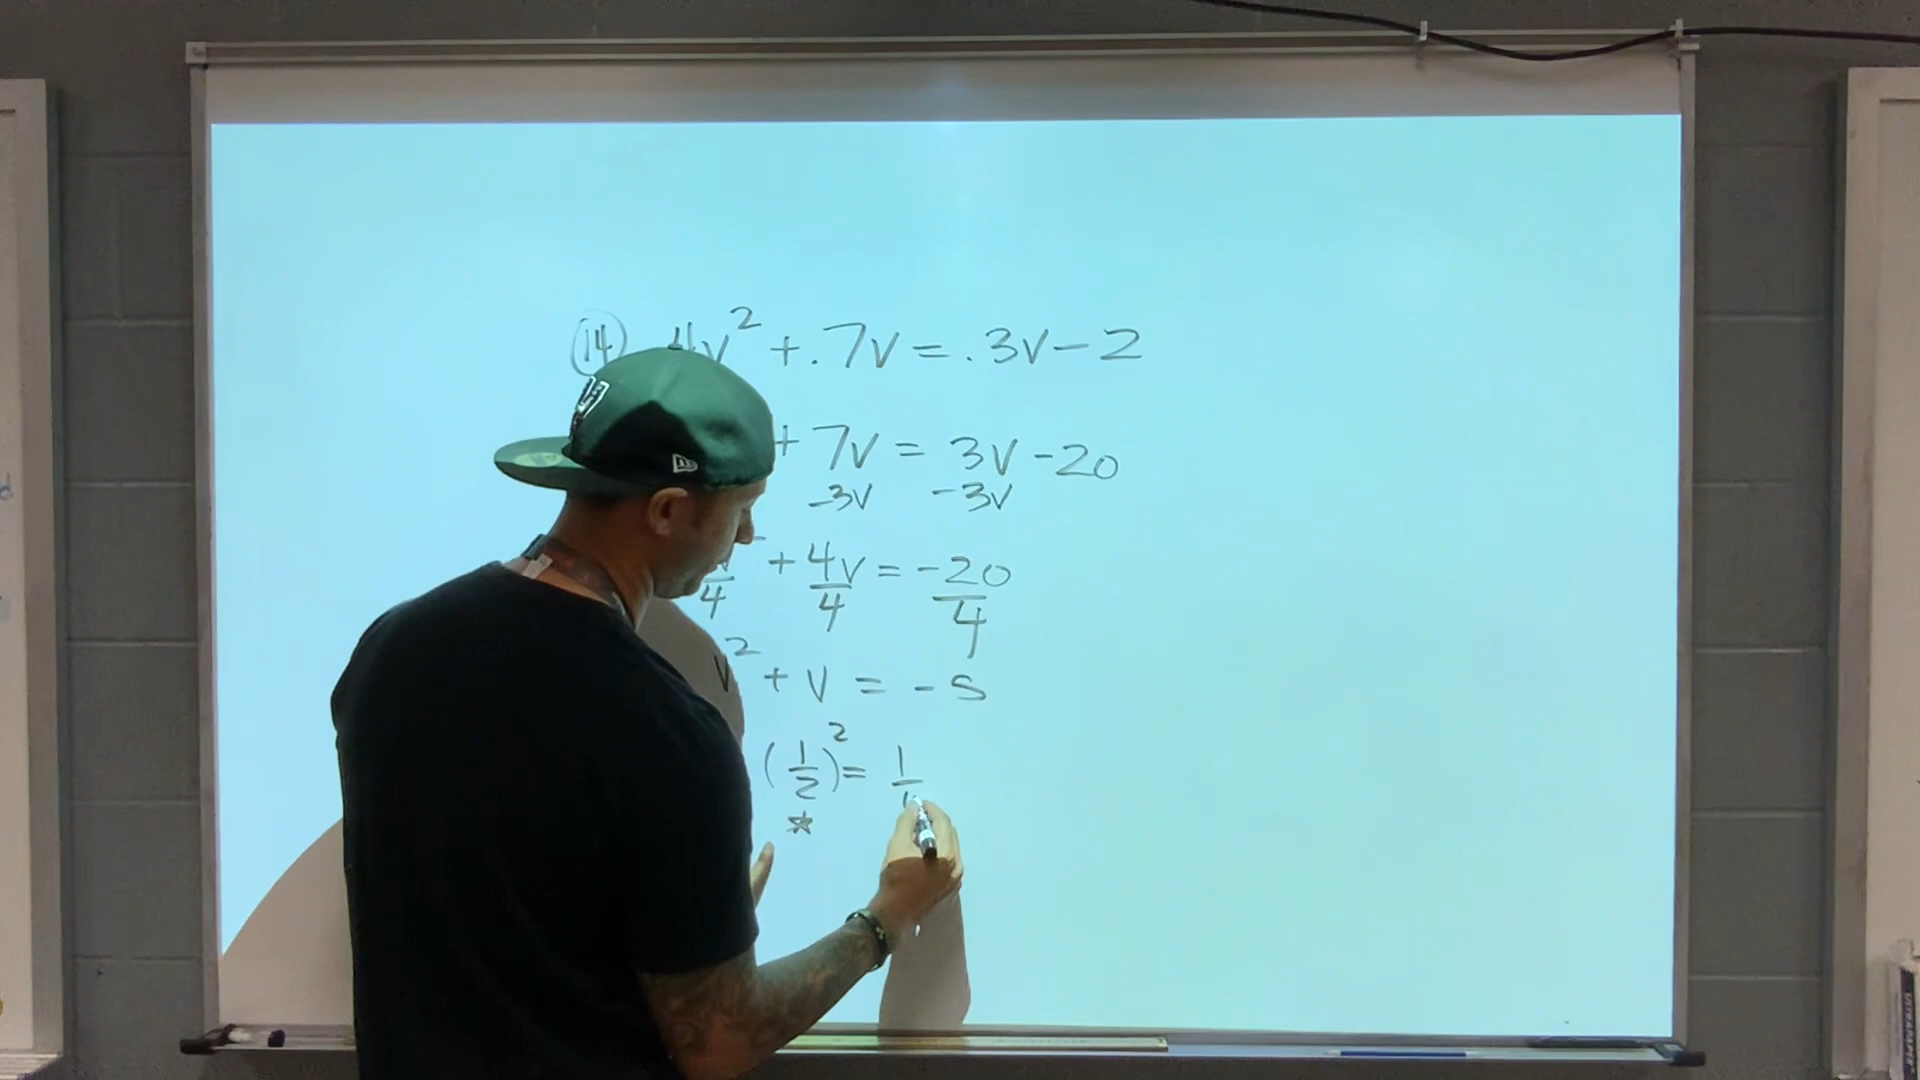 14 .4v² + .7v = .3v - 2
+ 7v = 3v - 20
-3v -3v
+ 4v/4 = -20/4
4
v² + v = -5
(1/2)² = 1/